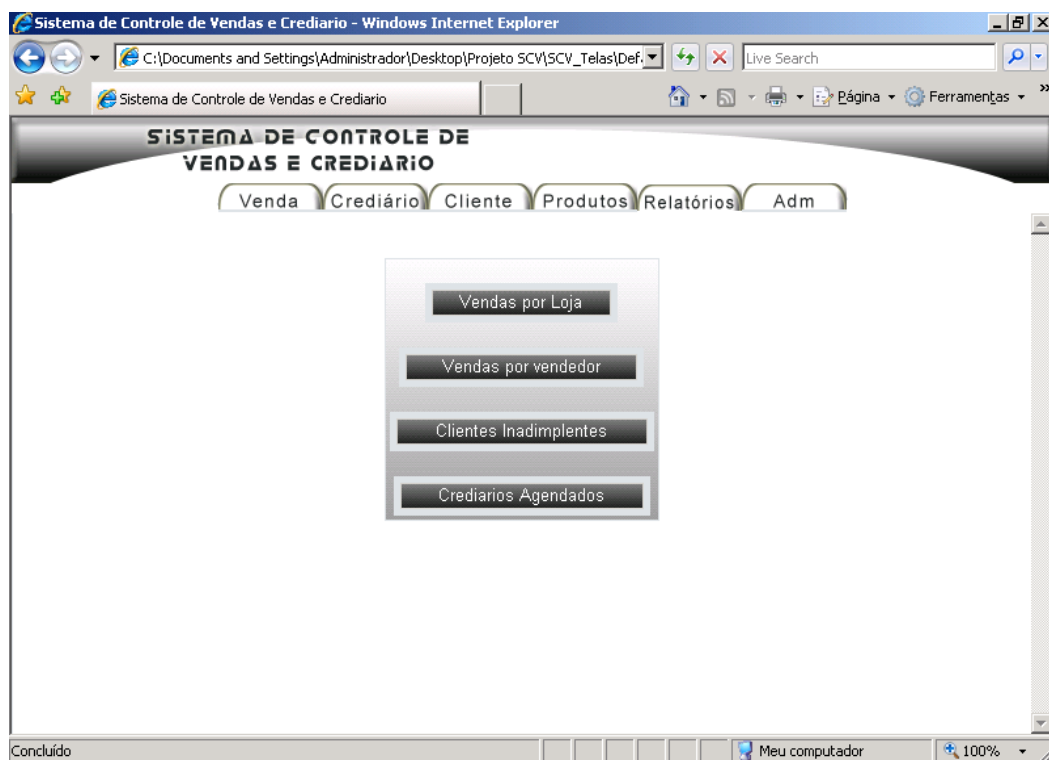 Sistema de Controle de Vendas e Crediario - Windows Internet Explorer
C:\Documents and Settings\Administrador\Desktop\Projeto SCV\SCV_Telas\Def.
Live Search
Sistema de Controle de Vendas e Crediario
Página
Ferramentas
SISTEMA DE CONTROLE DE
VENDAS E CREDIARIO
Venda Crediário Cliente Produtos Relatórios Adm
Vendas por Loja
Vendas por vendedor
Clientes Inadimplentes
Crediarios Agendados
Concluído
Meu computador
100%